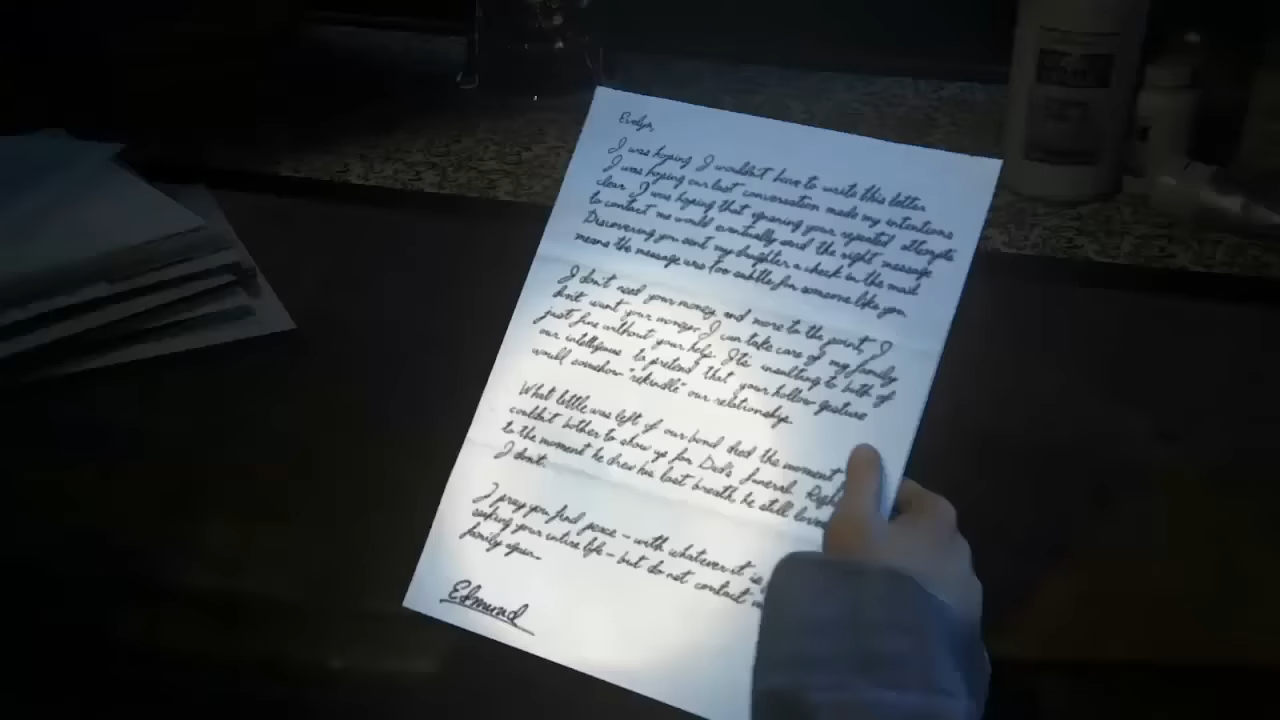 Evelyn,
I was hoping I wouldn't have to write this letter.
I was hoping our last conversation made my intentions
clear. I was hoping that ignoring your repeated attempts
to contact me would eventually send the right message.
Discovering you sent my daughter a check in the mail
means the message was too subtle for someone like you.
I don't need your money, and more to the point, I
don't want your money. I can take care of my family
just fine without your help. It's insulting to both of
our intelligence to pretend that your hollow gesture
would somehow "rekindle" our relationship.
What little was left of our bond died the moment
couldn't bother to show up for Dad's funeral. Right
to the moment he drew his last breath, he still
I don't.
I pray you find peace - with whatever it is
seeking your entire life - but do not contact
family again.
Edmund